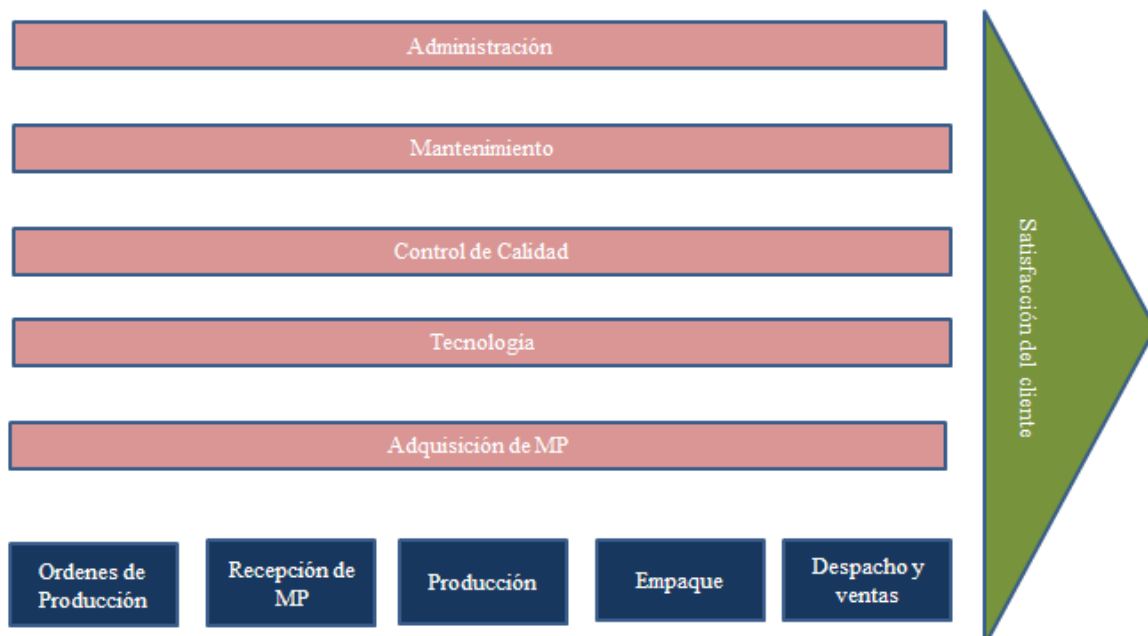 Administración
Mantenimiento
Control de Calidad
Tecnología
Adquisición de MP
Satisfacción del cliente
Ordenes de
Producción
Recepción de
MP
Producción
Empaque
Despacho y
ventas